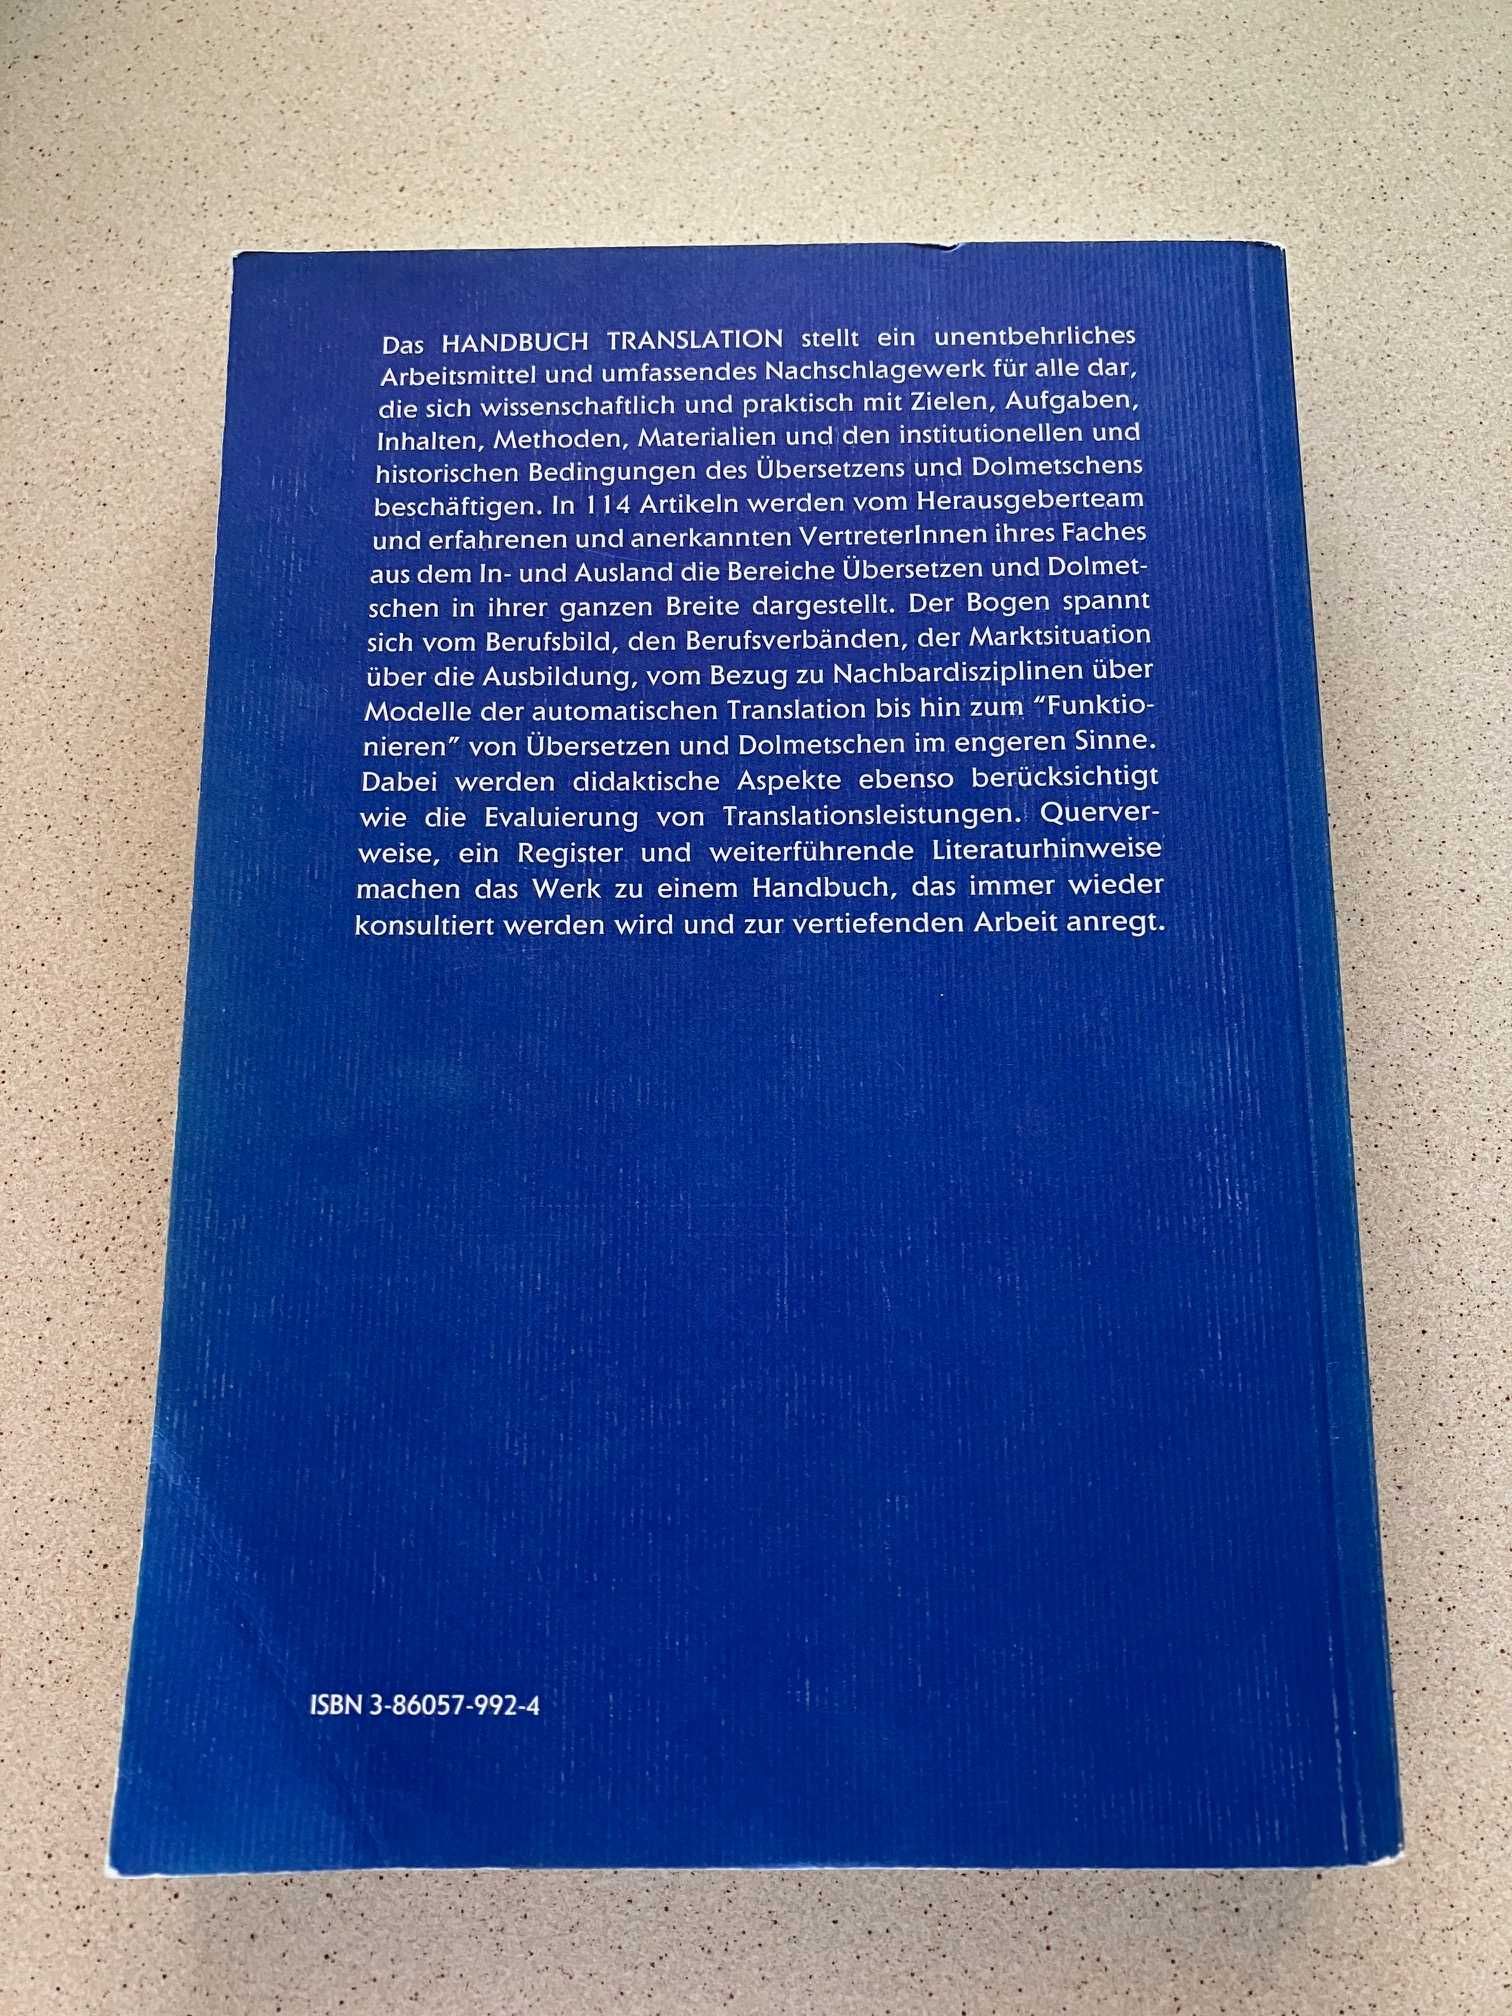 Das HANDBUCH TRANSLATION stellt ein unentbehrliches
Arbeitsmittel und umfassendes Nachschlagewerk für alle dar,
die sich wissenschaftlich und praktisch mit Zielen, Aufgaben,
Inhalten, Methoden, Materialien und den institutionellen und
historischen Bedingungen des Übersetzens und Dolmetschens
beschäftigen. In 114 Artikeln werden vom Herausgeberteam
und erfahrenen und anerkannten VertreterInnen ihres Faches
aus dem In- und Ausland die Bereiche Übersetzen und Dolmet-
schen in ihrer ganzen Breite dargestellt. Der Bogen spannt
sich vom Berufsbild, den Berufsverbänden, der Marktsituation
über die Ausbildung, vom Bezug zu Nachbardisziplinen über
Modelle der automatischen Translation bis hin zum “Funktio-
nieren” von Übersetzen und Dolmetschen im engeren Sinne.
Dabei werden didaktische Aspekte ebenso berücksichtigt
wie die Evaluierung von Translationsleistungen. Querver-
weise, ein Register und weiterführende Literaturhinweise
machen das Werk zu einem Handbuch, das immer wieder
konsultiert werden wird und zur vertiefenden Arbeit anregt.
ISBN 3-86057-992-4